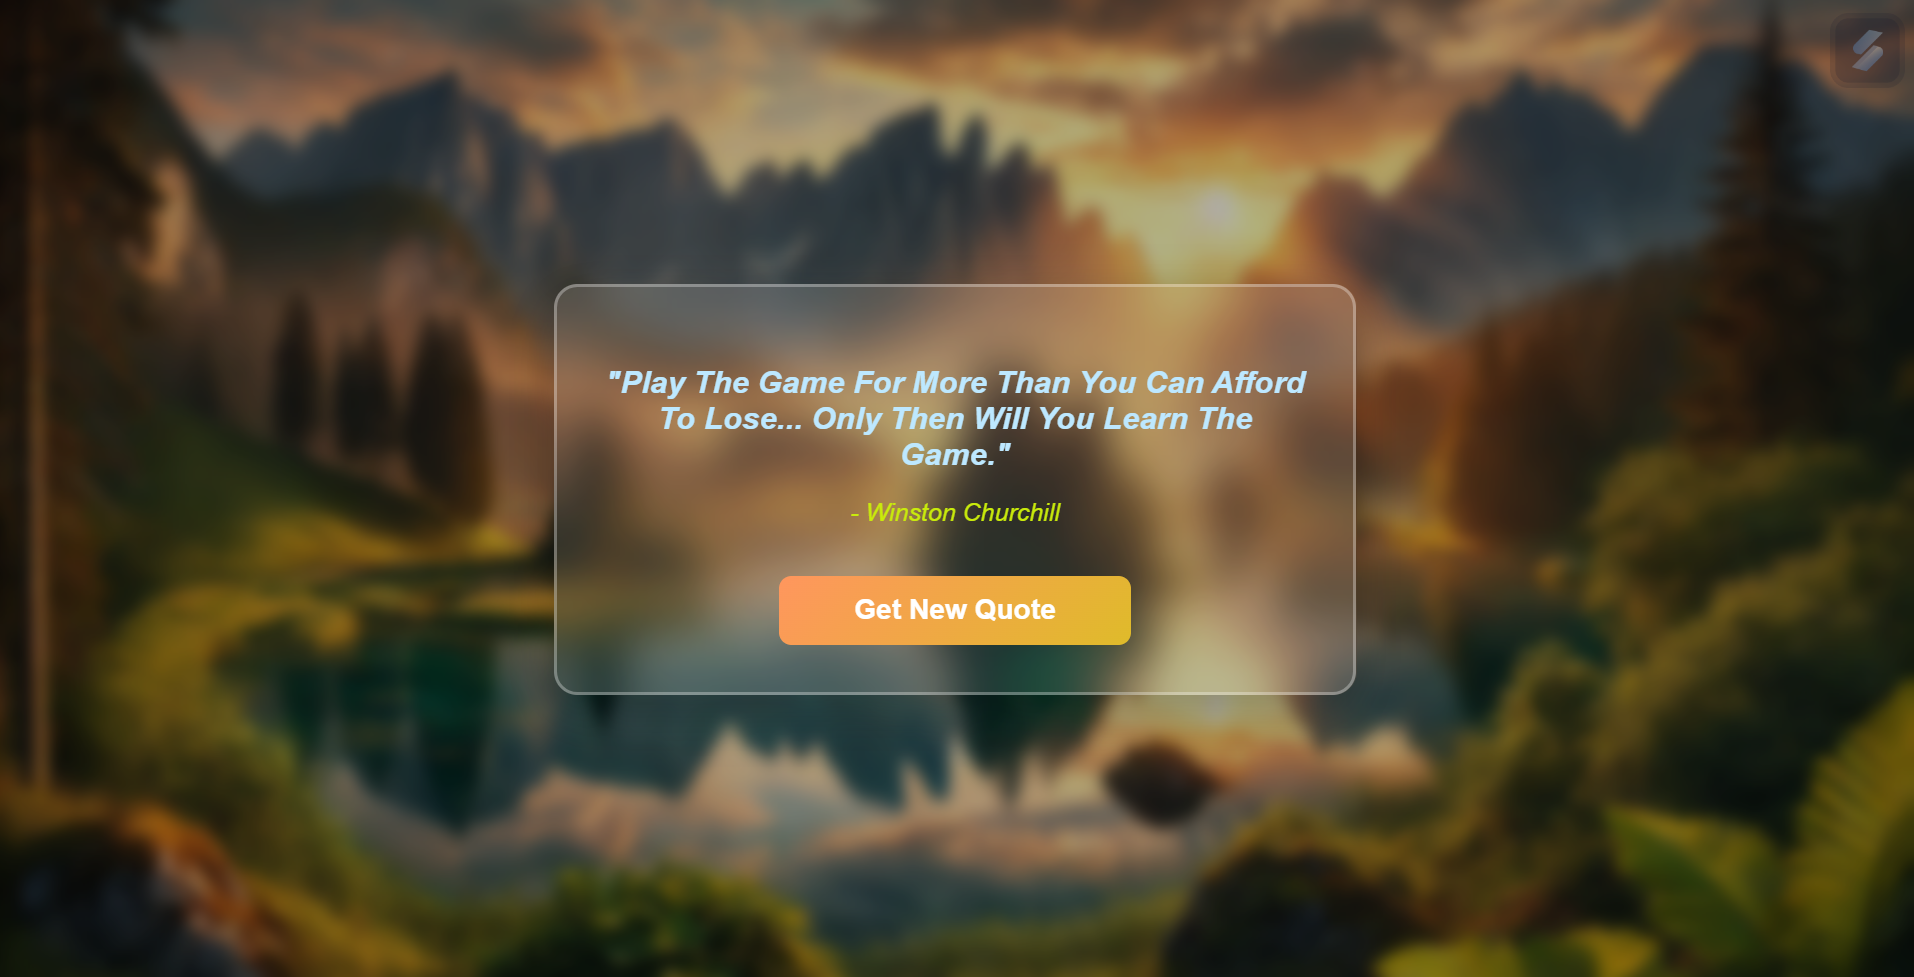 "Play The Game For More Than You Can Afford
To Lose... Only Then Will You Learn The
Game."
- Winston Churchill
Get New Quote